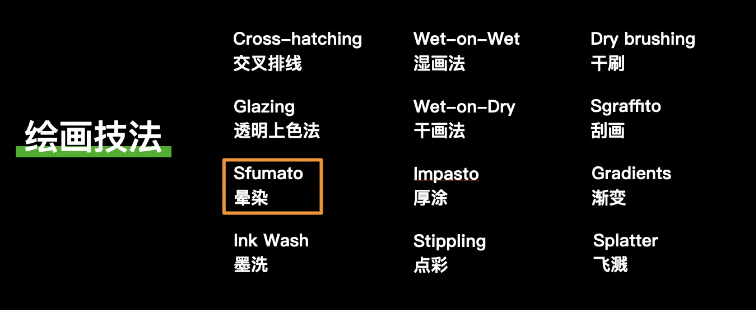 绘画技法
Cross-hatching
交叉排线
Wet-on-Wet
湿画法
Dry brushing
干刷
Glazing
透明上色法
Wet-on-Dry
干画法
Sgraffito
刮画
Sfumato
晕染
Impasto
厚涂
Gradients
渐变
Ink Wash
墨洗
Stippling
点彩
Splatter
飞溅